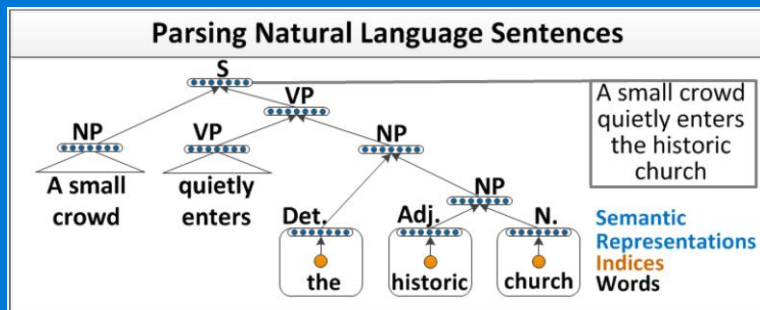 Parsing Natural Language Sentences
S
VP
NP
VP
NP
A small
crowd
quietly
enters
NP
Det.
Adj.
N.
the
historic
church
A small crowd
quietly enters
the historic
church
Semantic
Representations
Indices
Words